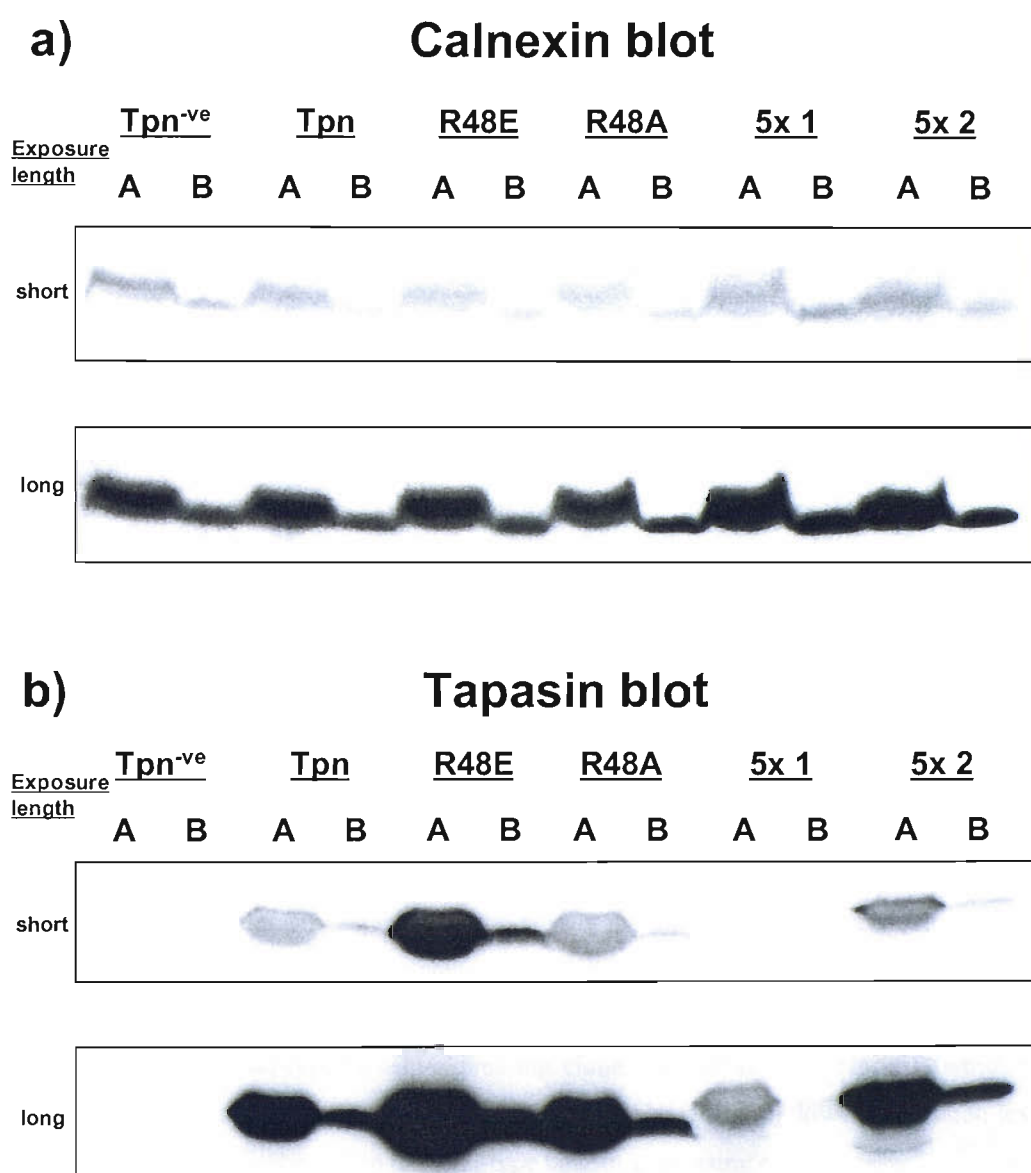 a) Calnexin blot
Tpn-ve Tpn R48E R48A 5x 1 5x 2
Exposure
length
A B A B A B A B A B A B
short
long
b) Tapasin blot
Tpn-ve Tpn R48E R48A 5x 1 5x 2
Exposure
length
A B A B A B A B A B A B
short
long